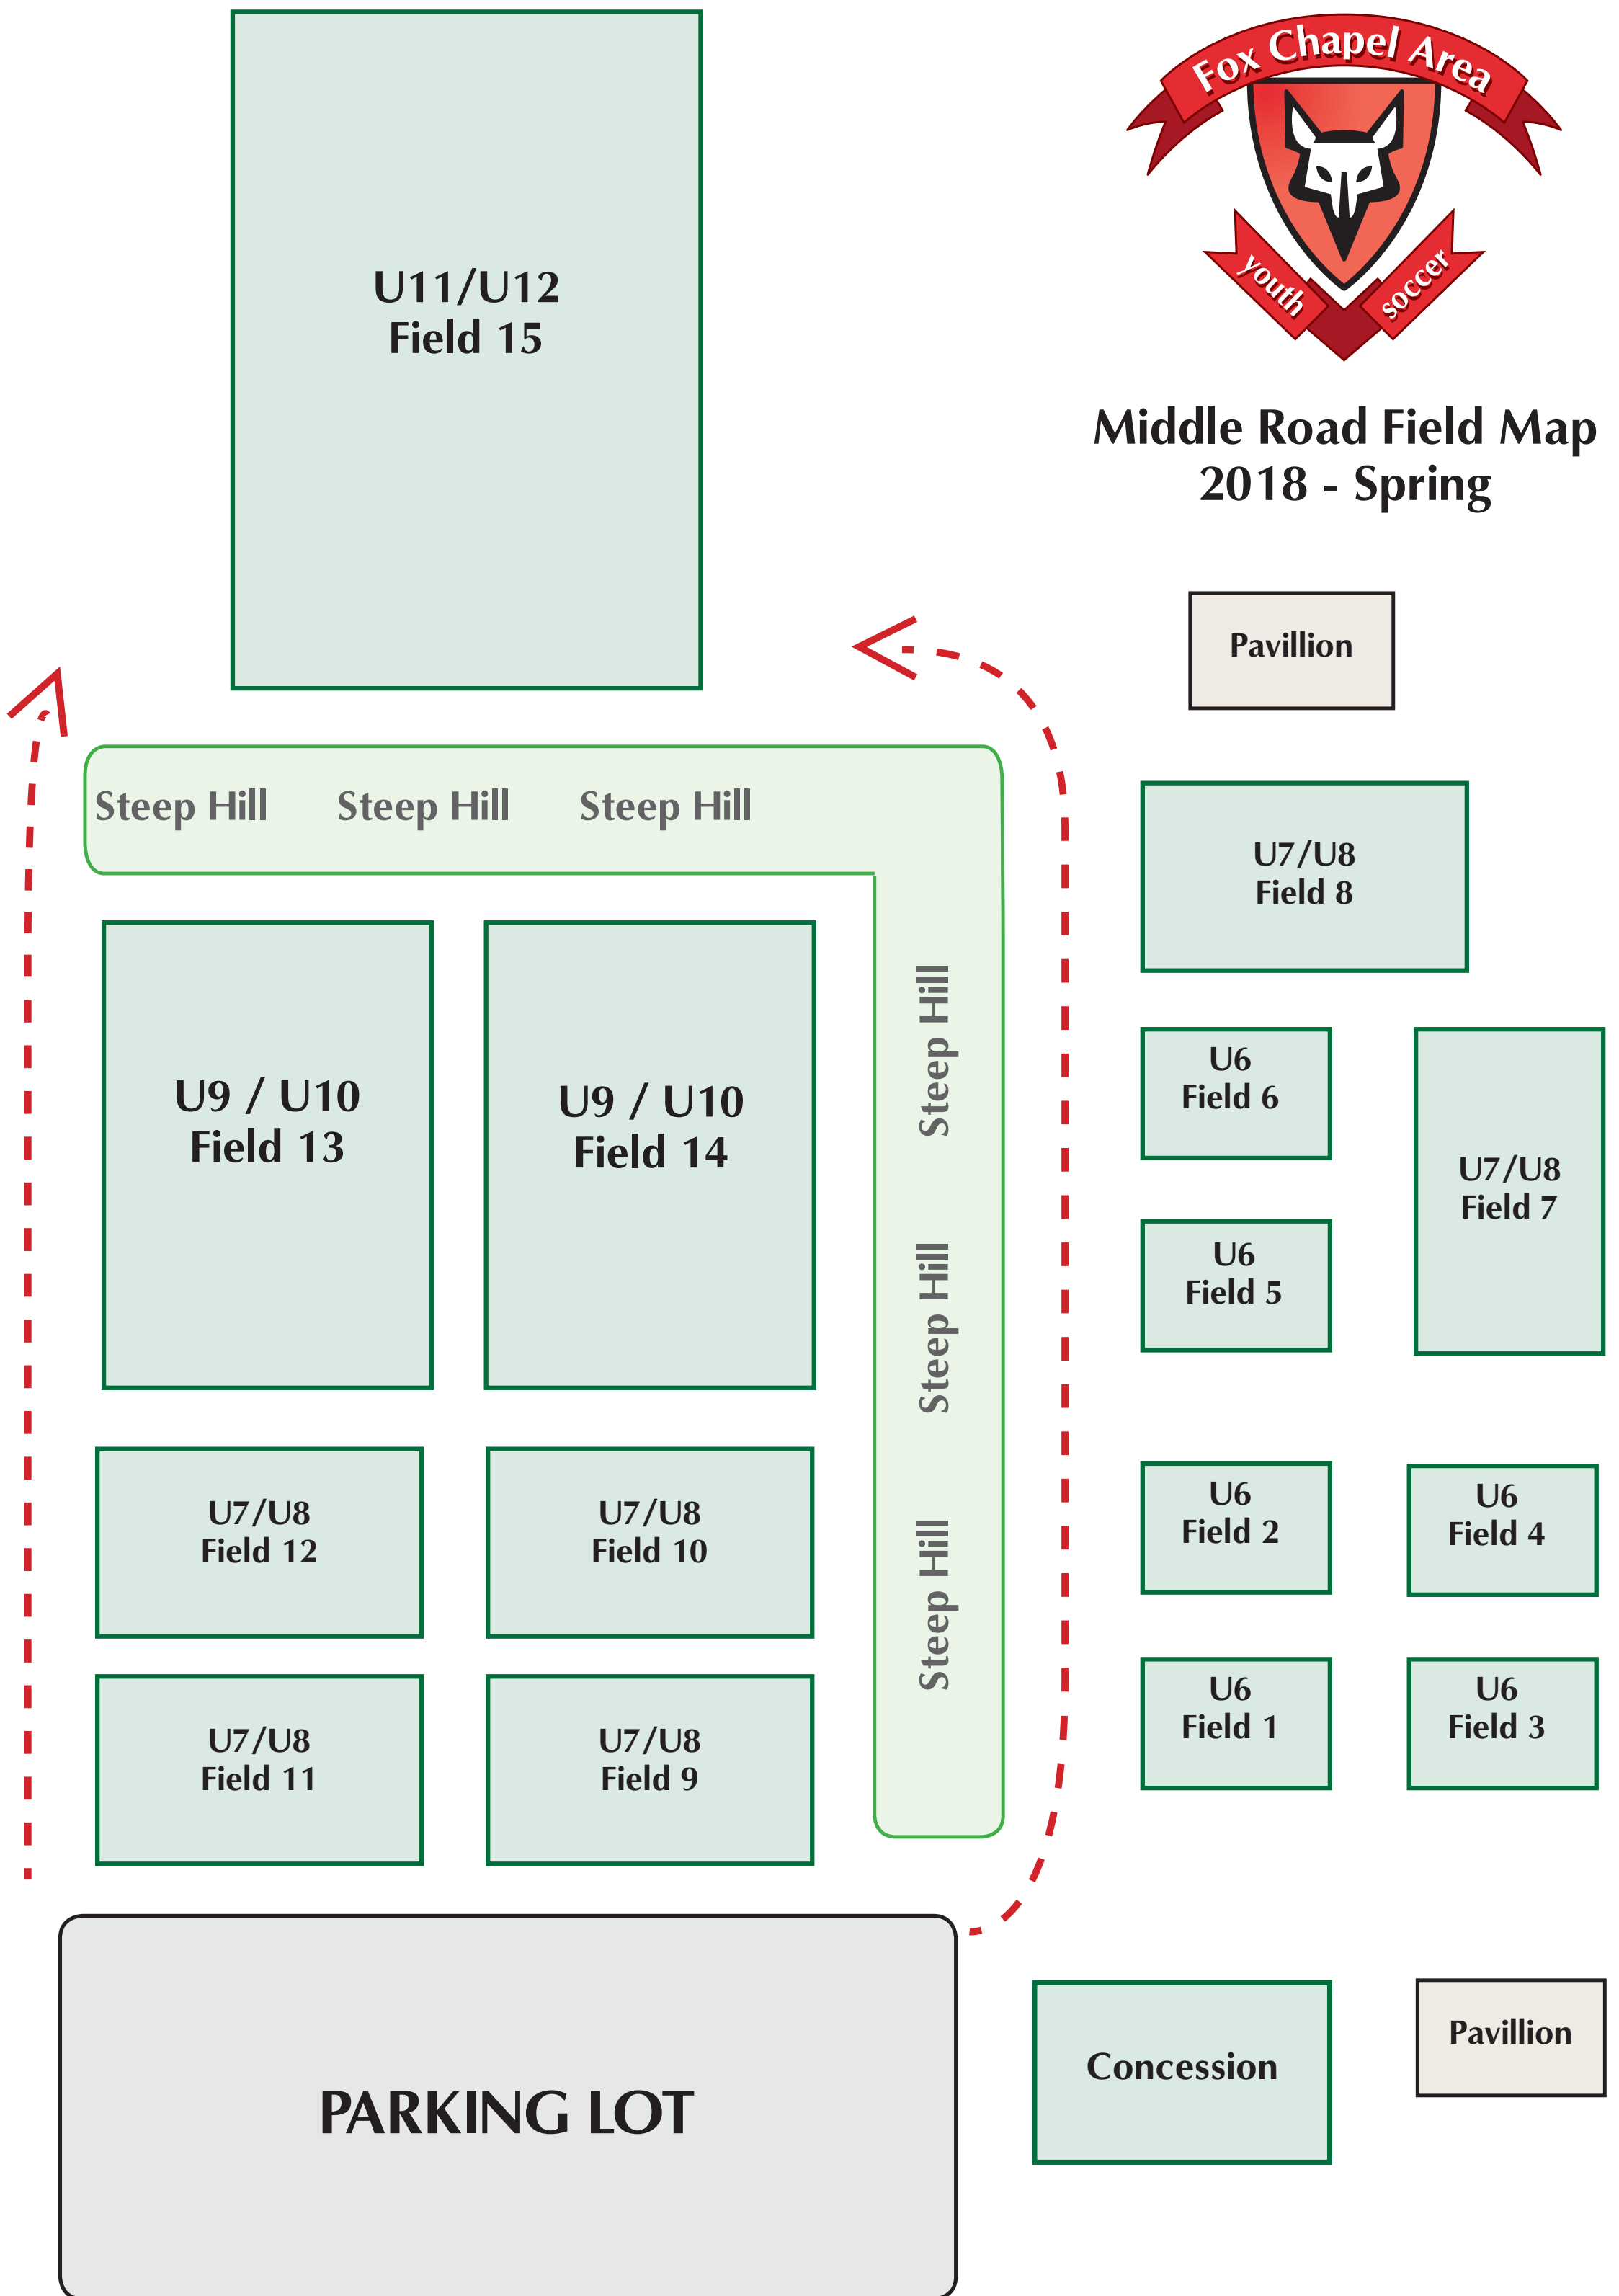 Fox Chapel Area
youth
soccer
Middle Road Field Map
2018 - Spring
U11/U12
Field 15
Pavillion
Steep Hill
Steep Hill
Steep Hill
U7/U8
Field 8
U9 / U10
Field 13
U9 / U10
Field 14
Steep Hill
Steep Hill
Steep Hill
U6
Field 6
U7/U8
Field 7
U6
Field 5
U7/U8
Field 12
U7/U8
Field 10
U6
Field 2
U6
Field 4
U7/U8
Field 11
U7/U8
Field 9
U6
Field 1
U6
Field 3
PARKING LOT
Concession
Pavillion